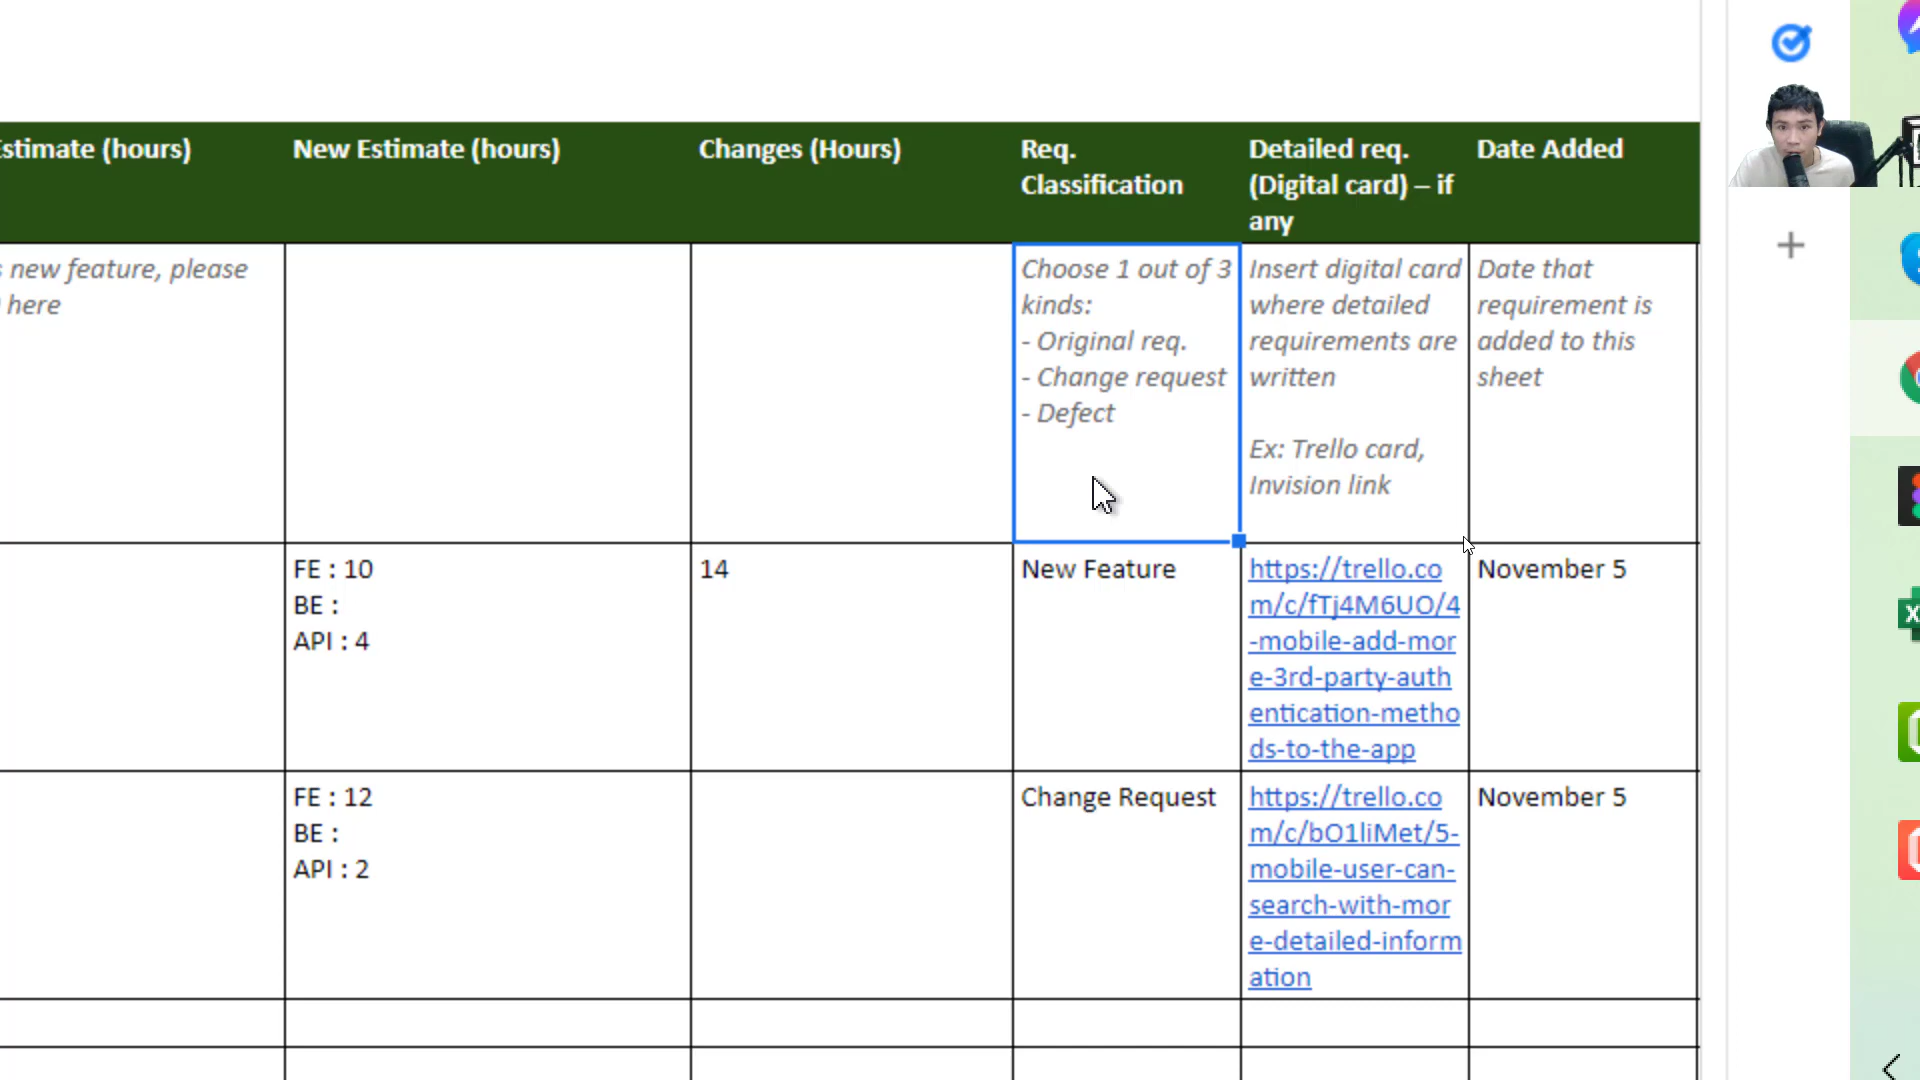 Estimate (hours)
New Estimate (hours)
Changes (Hours)
Req.
Classification
Detailed req.
(Digital card) – if
any
Date Added
new feature, please
here
Choose 1 out of 3
kinds:
- Original req.
- Change request
- Defect
Insert digital card
where detailed
requirements are
written
Ex: Trello card,
Invision link
Date that
requirement is
added to this
sheet
FE : 10
BE :
API : 4
14
New Feature
https://trello.co
m/c/fTj4M6UO/4
-mobile-add-mor
e-3rd-party-auth
entication-metho
ds-to-the-app
November 5
FE : 12
BE :
API : 2
Change Request
https://trello.co
m/c/bO1liMet/5-
mobile-user-can-
search-with-mor
e-detailed-inform
ation
November 5